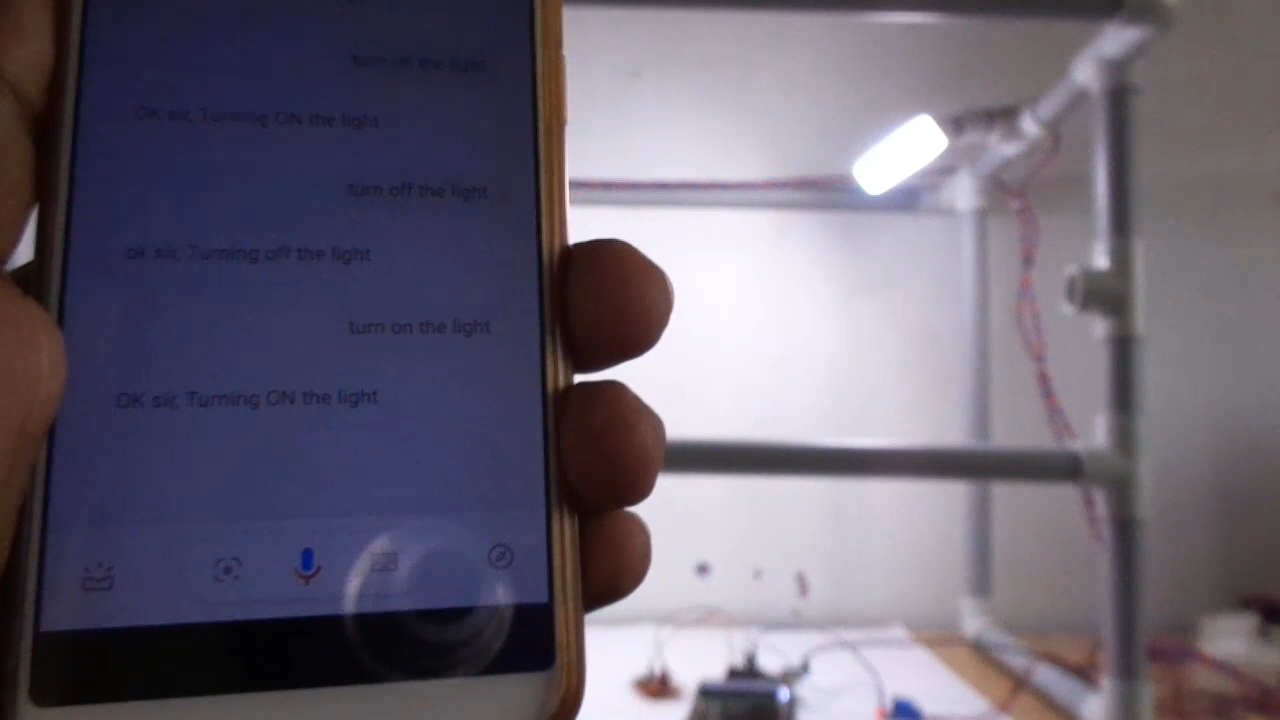 turn on the light
OK sir, Turning ON the light
turn off the light
ok sir, Turning off the light
turn on the light
OK sir, Turning ON the light